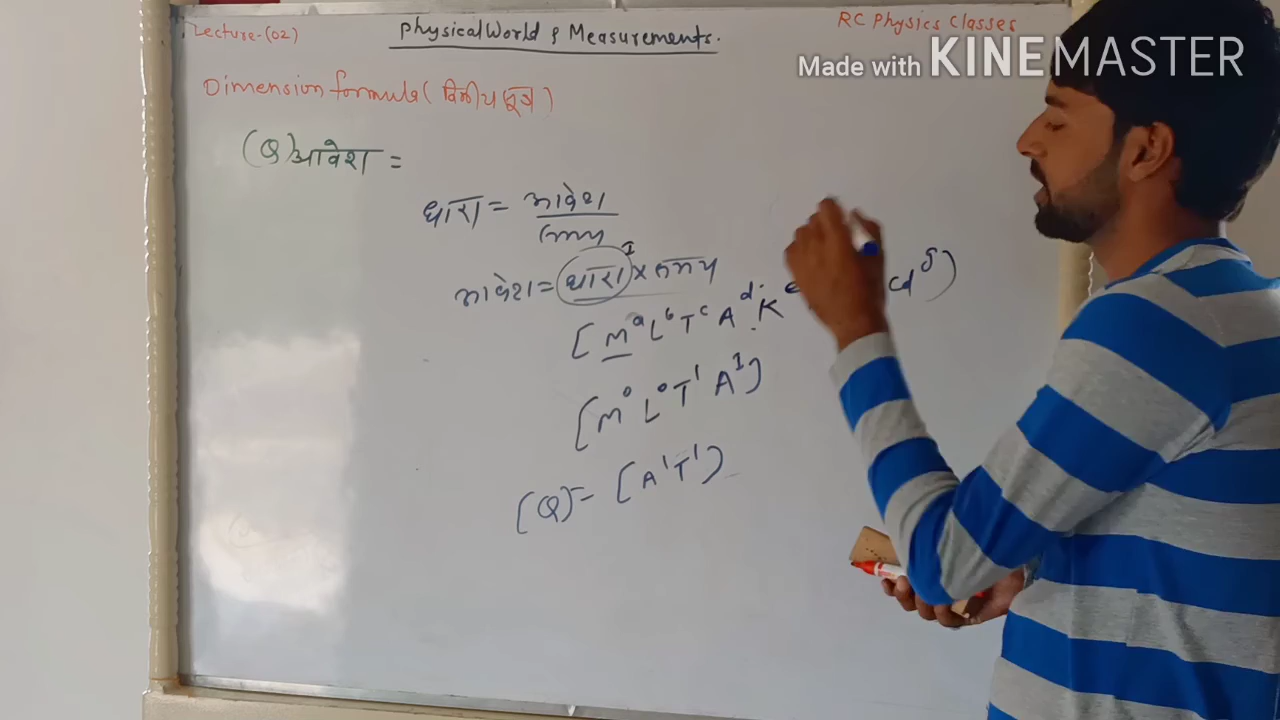 Lecture-(02)
Physical World & Measurements.
RC Physics Classes
Made with KINEMASTER
Dimension formula (विमीय सूत्र)
(Q) आवेश =
धारा = आवेश / समय
आवेश = धारा I × समय
[M^a L^b T^c A^d K^e cd^δ)
[M^0 L^0 T^1 A^1]
[Q] = [A^1 T^1]